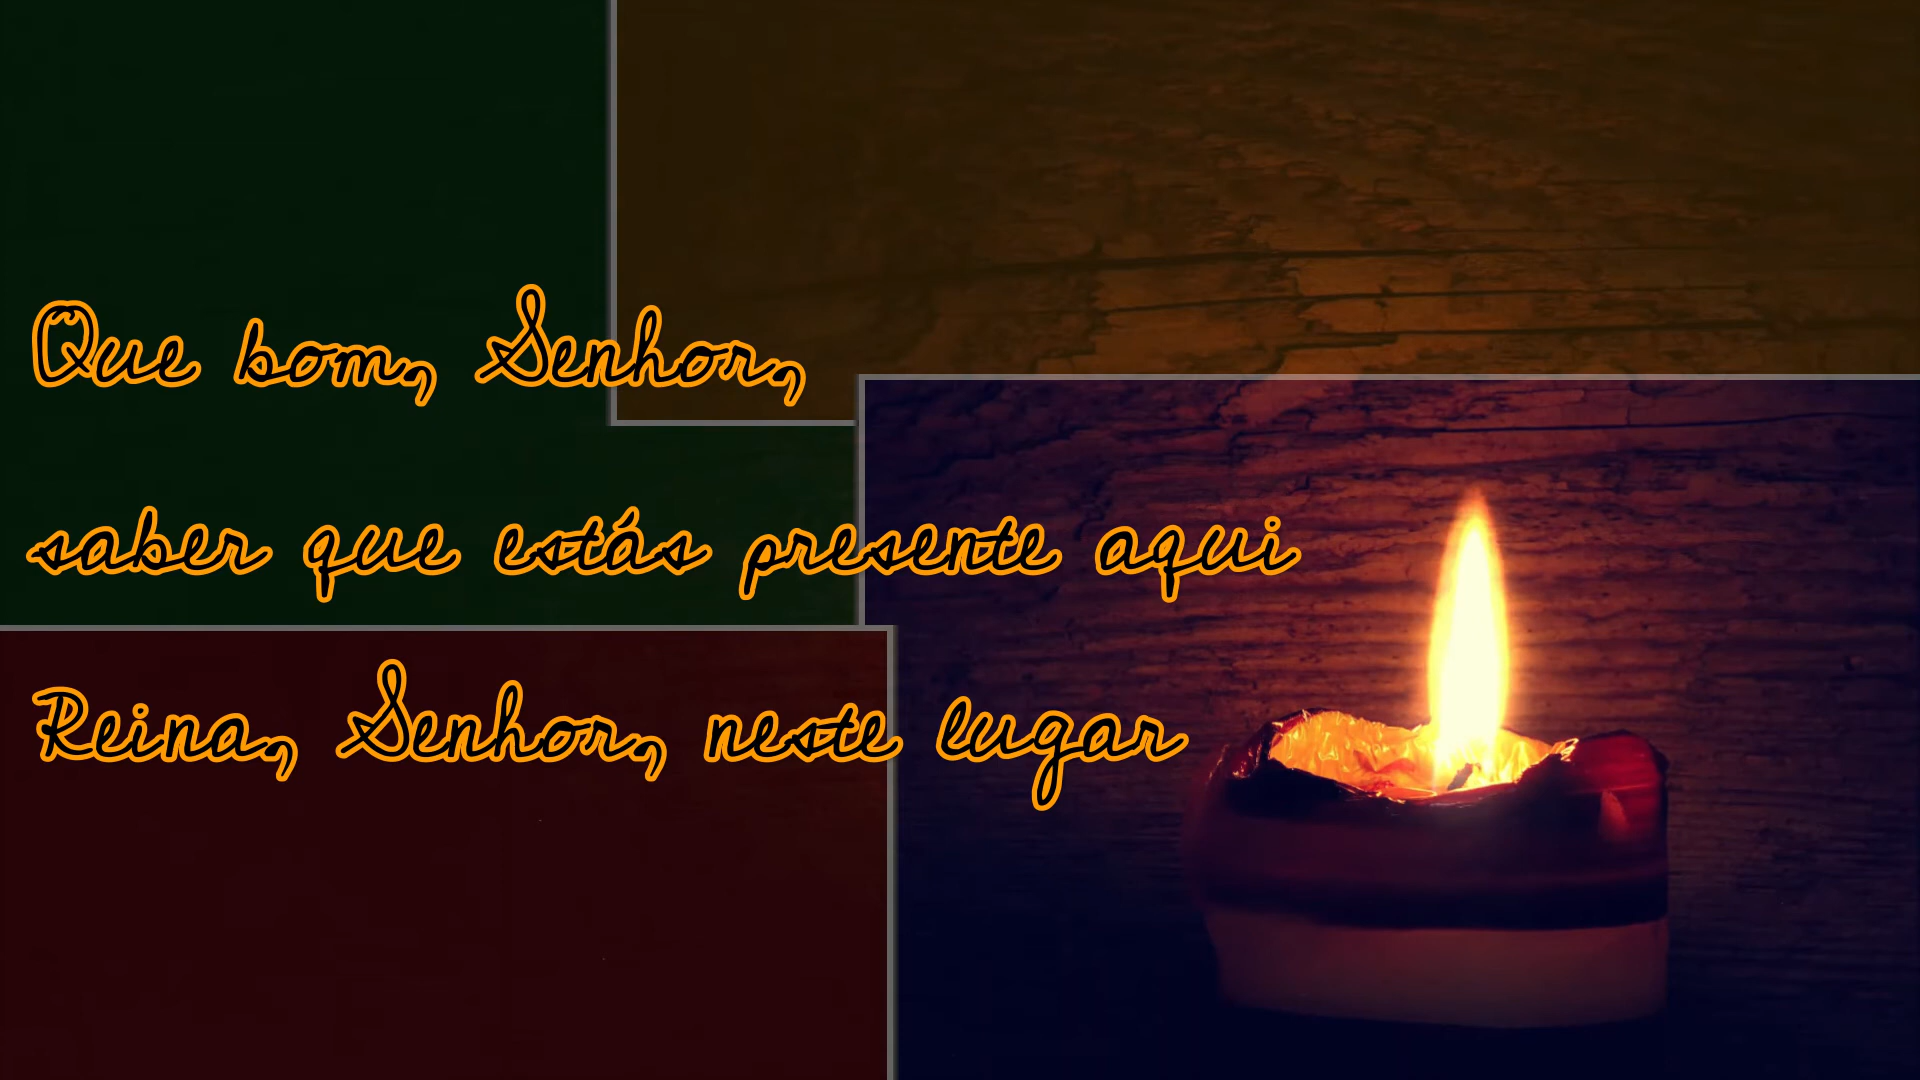 Que bom, Senhor,
saber que estás presente aqui
Reina, Senhor, neste lugar